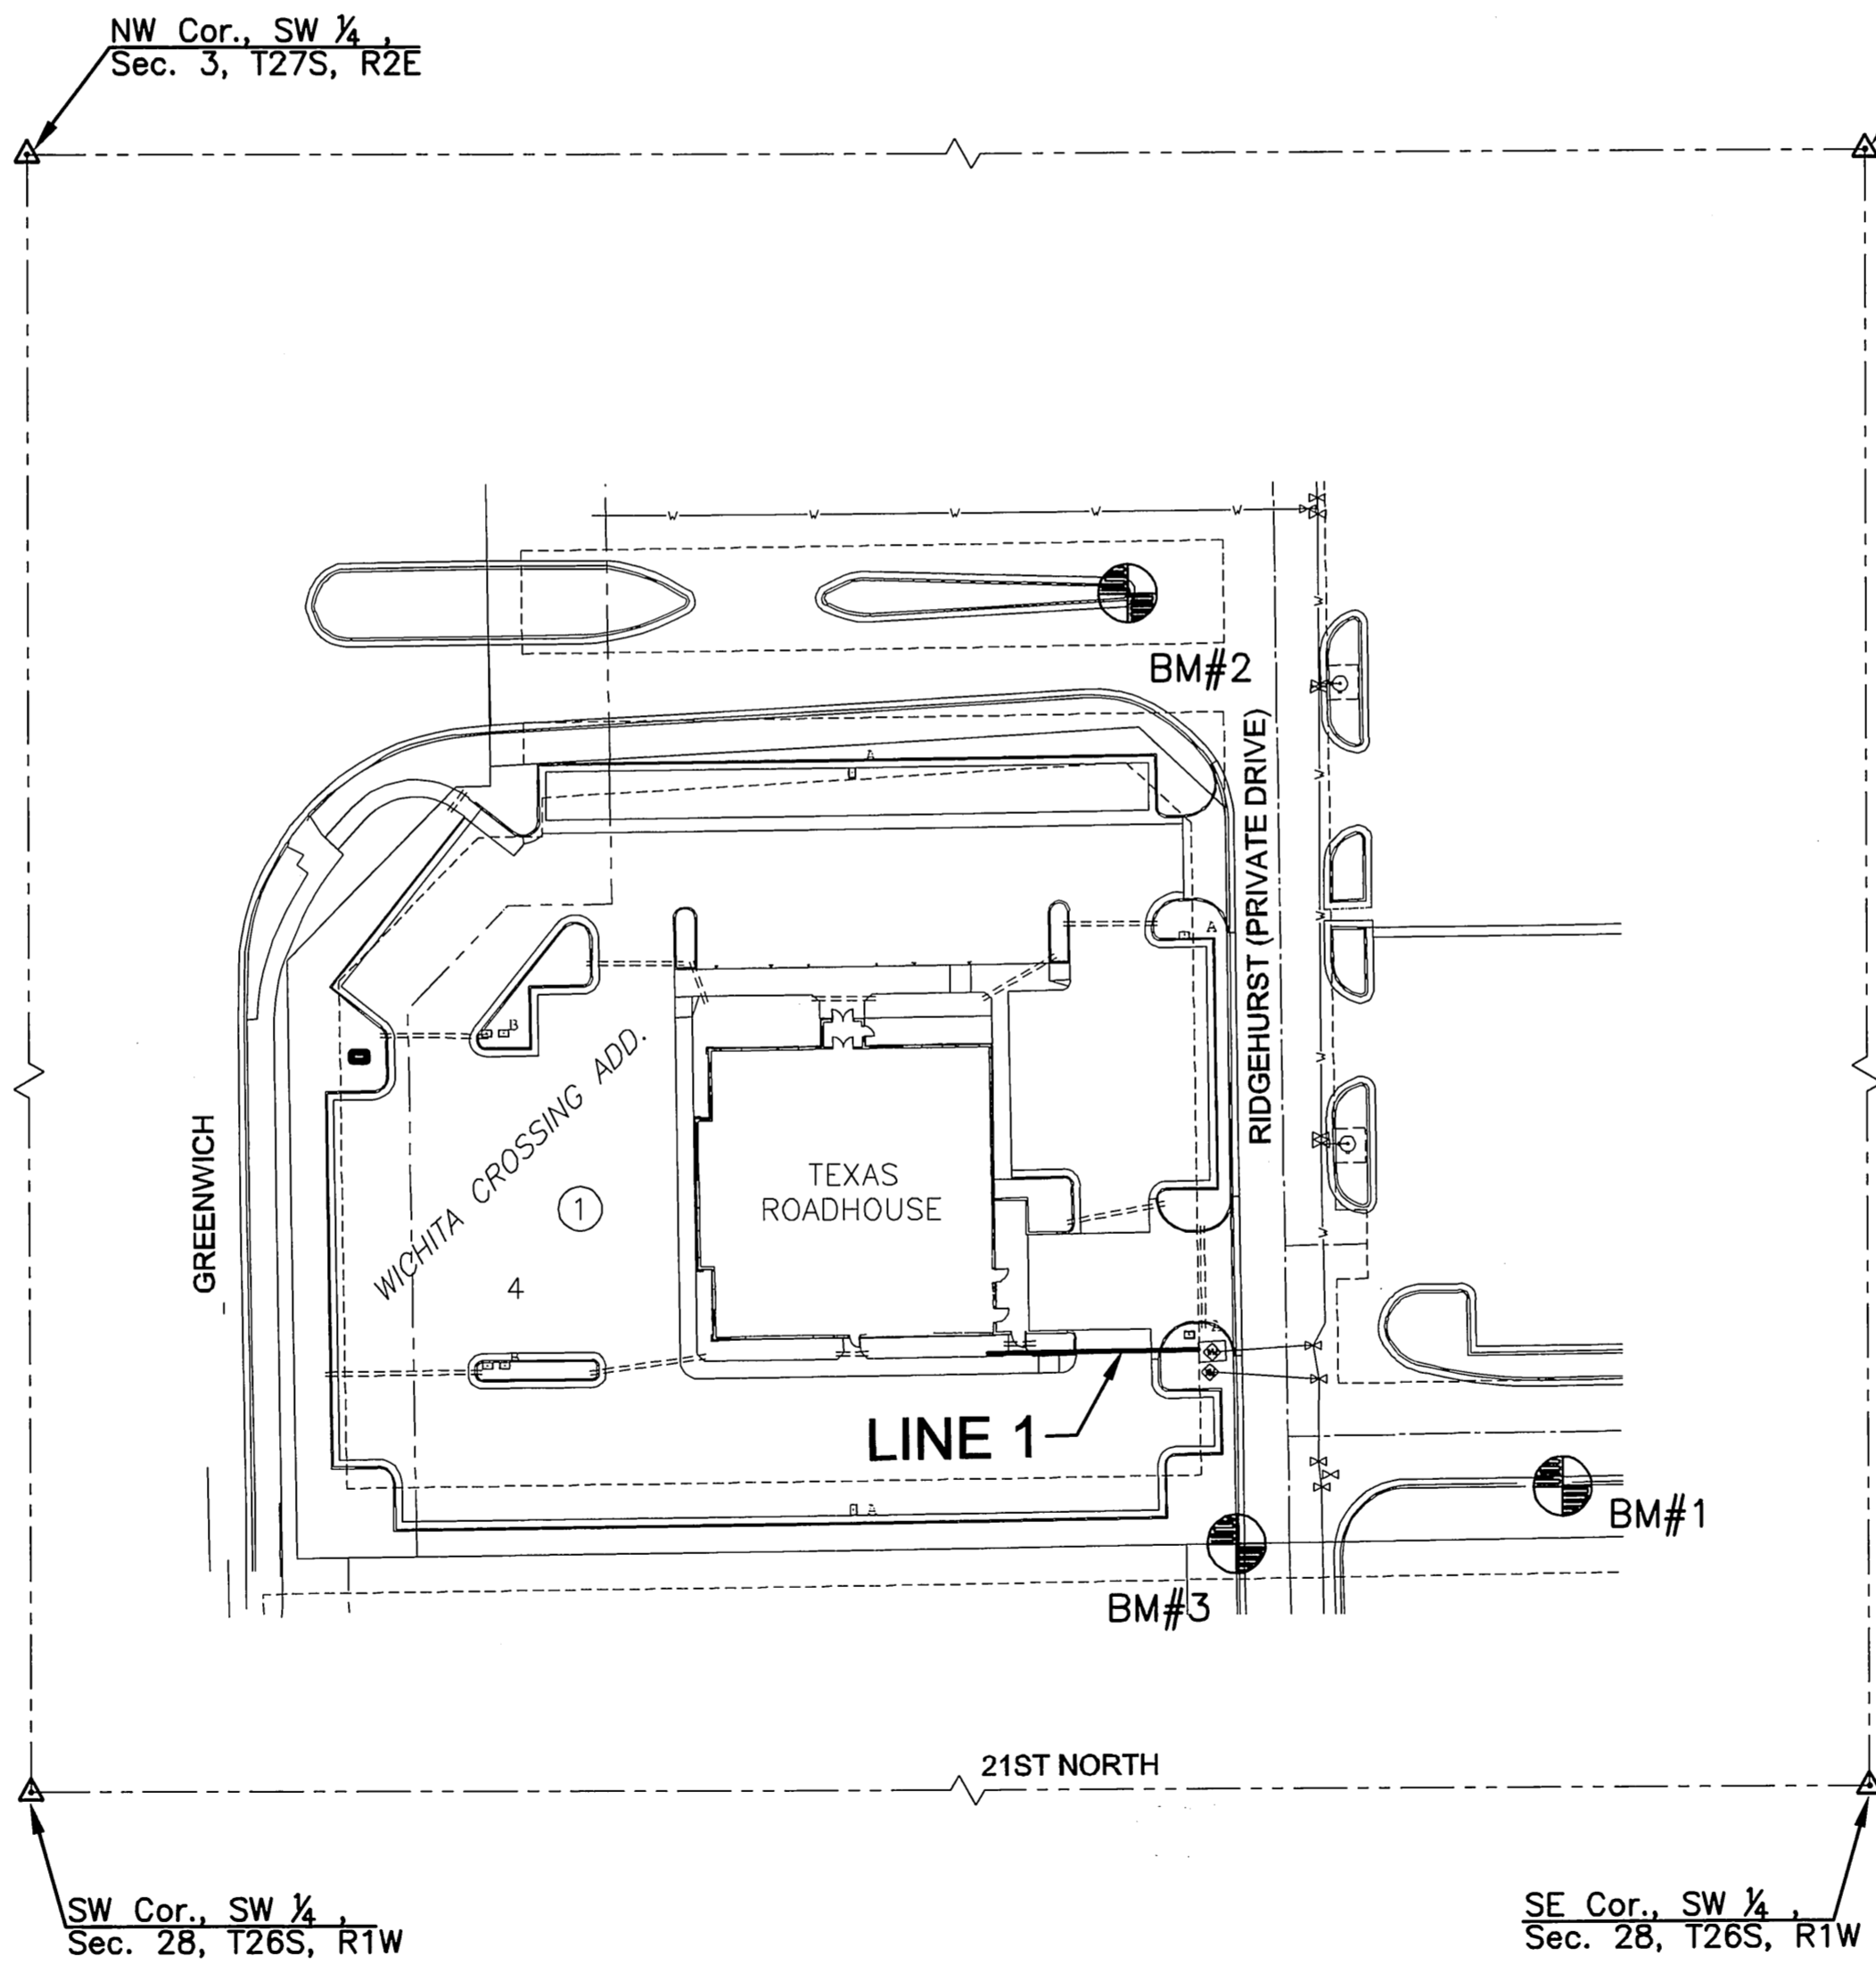 NW Cor., SW ¼ ,
Sec. 3, T27S, R2E
W W W W W
BM#2
W
RIDGEHURST (PRIVATE DRIVE)
W
A
A
W
B
WICHITA CROSSING ADD.
W
GREENWICH
TEXAS
ROADHOUSE
1
W
4
B
LINE 1
A
BM#1
BM#3
21ST NORTH
SW Cor., SW ¼ ,
Sec. 28, T26S, R1W
SE Cor., SW ¼ ,
Sec. 28, T26S, R1W